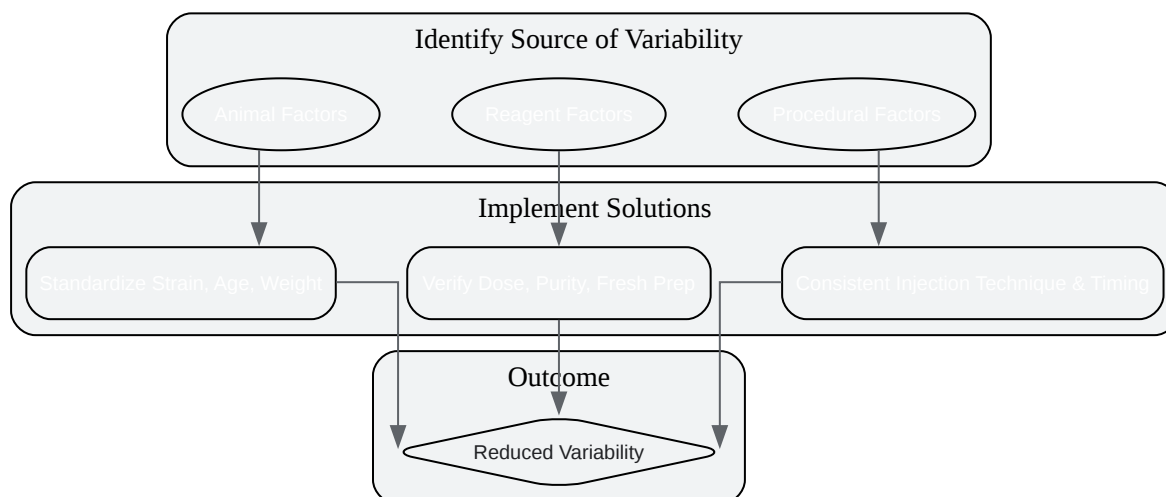 Identify Source of Variability
Animal Factors
Reagent Factors
Procedural Factors
Implement Solutions
Standardize Strain, Age, Weight
Verify Dose, Purity, Fresh Prep
Consistent Injection Technique & Timing
Outcome
Reduced Variability